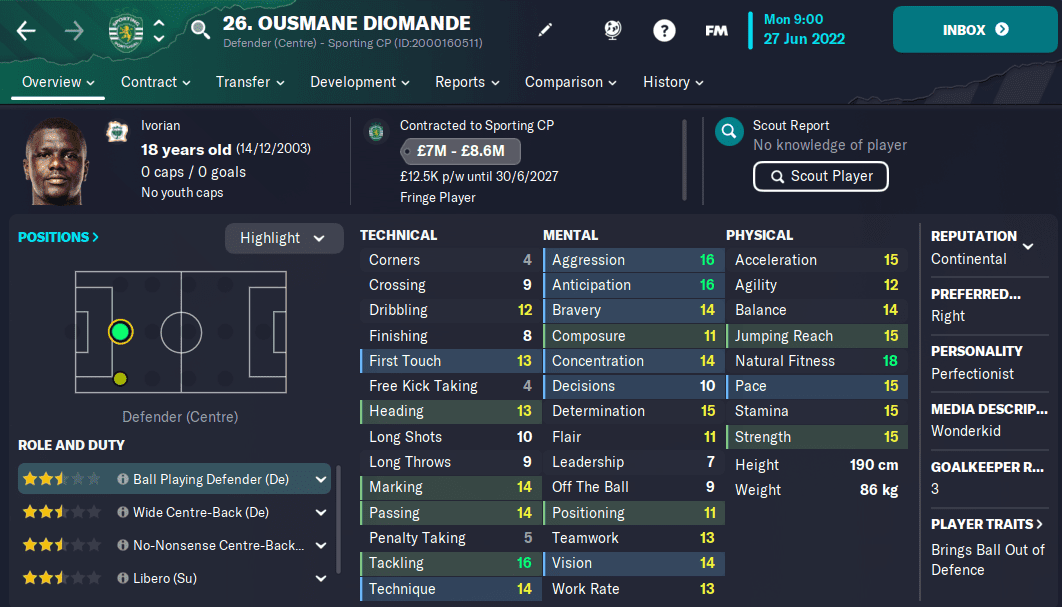 26. OUSMANE DIOMANDE
Defender (Centre) - Sporting CP (ID:2000160511)
FM
Mon 9:00
27 Jun 2022
INBOX
Overview
Contract
Transfer
Development
Reports
Comparison
History
Ivorian
18 years old (14/12/2003)
0 caps / 0 goals
No youth caps
Contracted to Sporting CP
£7M - £8.6M
£12.5K p/w until 30/6/2027
Fringe Player
Scout Report
No knowledge of player
Scout Player
POSITIONS
Highlight
Defender (Centre)
ROLE AND DUTY
Ball Playing Defender (De)
Wide Centre-Back (De)
No-Nonsense Centre-Back...
Libero (Su)
TECHNICAL
Corners 4
Crossing 9
Dribbling 12
Finishing 8
First Touch 13
Free Kick Taking 4
Heading 13
Long Shots 10
Long Throws 9
Marking 14
Passing 14
Penalty Taking 5
Tackling 16
Technique 14
MENTAL
Aggression 16
Anticipation 16
Bravery 14
Composure 11
Concentration 14
Decisions 10
Determination 15
Flair 11
Leadership 7
Off The Ball 9
Positioning 11
Teamwork 13
Vision 14
Work Rate 13
PHYSICAL
Acceleration 15
Agility 12
Balance 14
Jumping Reach 15
Natural Fitness 18
Pace 15
Stamina 15
Strength 15
Height 190 cm
Weight 86 kg
REPUTATION
Continental
PREFERRED...
Right
PERSONALITY
Perfectionist
MEDIA DESCRIP...
Wonderkid
GOALKEEPER R...
3
PLAYER TRAITS
Brings Ball Out of
Defence